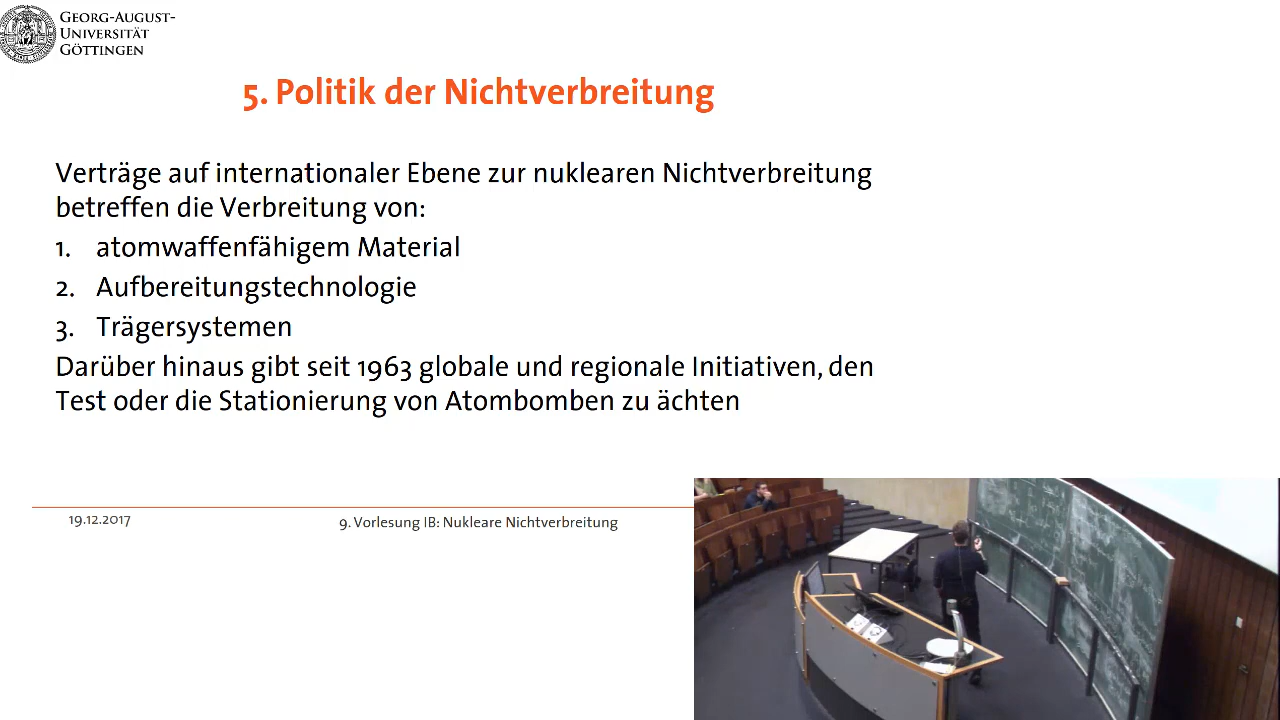 GEORG-AUGUST-
UNIVERSITÄT
GÖTTINGEN
5. Politik der Nichtverbreitung
Verträge auf internationaler Ebene zur nuklearen Nichtverbreitung
betreffen die Verbreitung von:
1. atomwaffenfähigem Material
2. Aufbereitungstechnologie
3. Trägersystemen
Darüber hinaus gibt seit 1963 globale und regionale Initiativen, den
Test oder die Stationierung von Atombomben zu ächten
19.12.2017
9. Vorlesung IB: Nukleare Nichtverbreitung